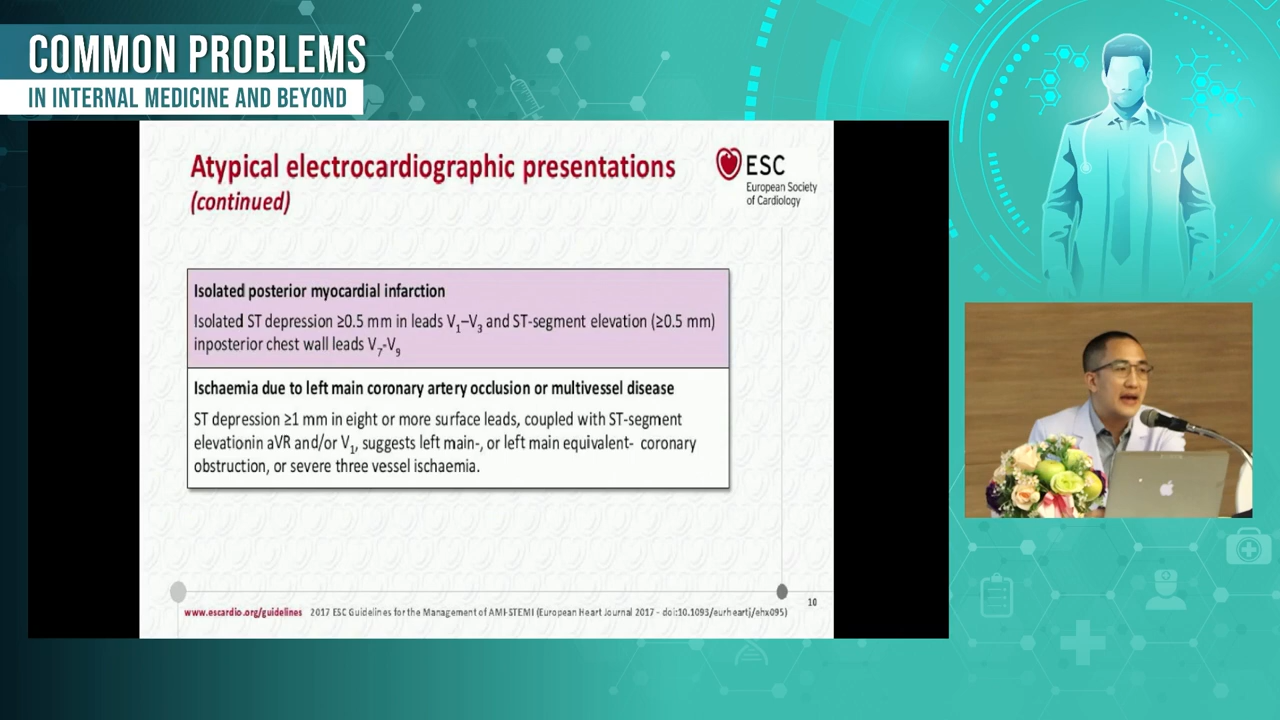 COMMON PROBLEMS
IN INTERNAL MEDICINE AND BEYOND
Atypical electrocardiographic presentations
(continued)
ESC
European Society
of Cardiology
Isolated posterior myocardial infarction
Isolated ST depression ≥0.5 mm in leads V₁–V₃ and ST-segment elevation (≥0.5 mm)
inposterior chest wall leads V₇-V₉
Ischaemia due to left main coronary artery occlusion or multivessel disease
ST depression ≥1 mm in eight or more surface leads, coupled with ST-segment
elevationin aVR and/or V₁, suggests left main-, or left main equivalent- coronary
obstruction, or severe three vessel ischaemia.
www.escardio.org/guidelines 2017 ESC Guidelines for the Management of AMI-STEMI (European Heart Journal 2017 - doi:10.1093/eurheartj/ehx095)
10